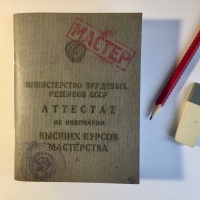 МАСТЕР
МИНИСТЕРСТВО ТРУДОВЫХ
РЕЗЕРВОВ СССР
АТТЕСТАТ
ОБ ОКОНЧАНИИ
ВЫСШИХ КУРСОВ
МАСТЕРСТВА